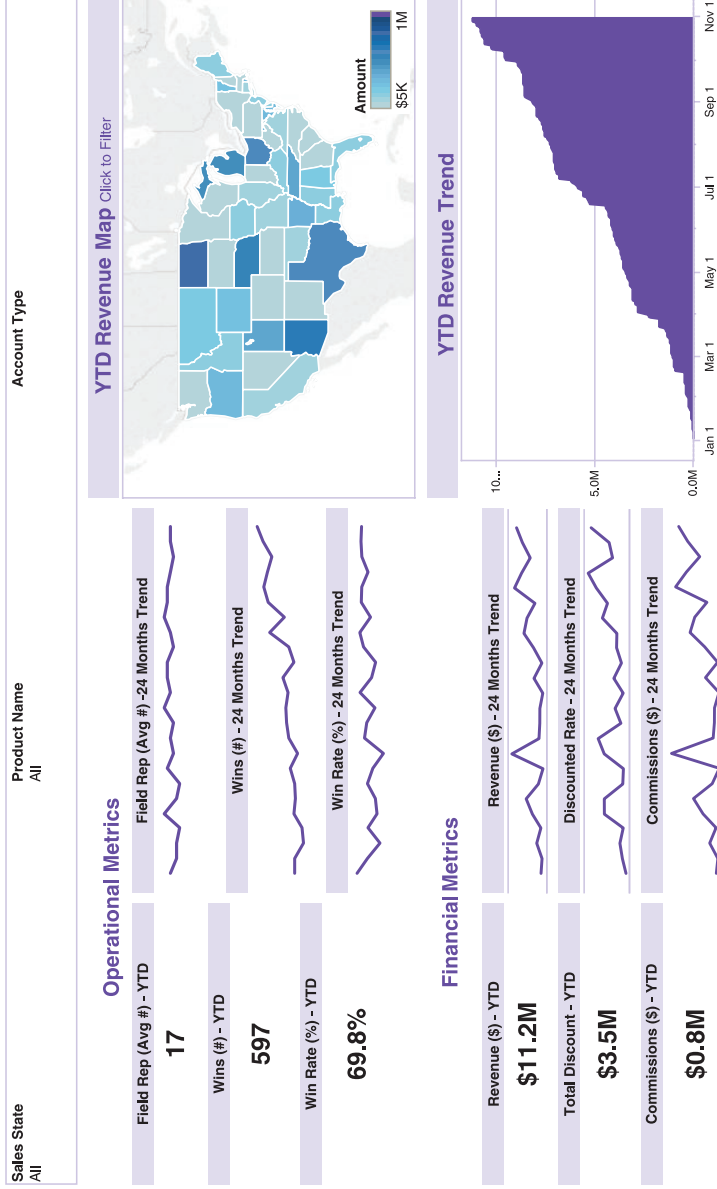 Sales State
All
Product Name
All
Account Type
Operational Metrics
Field Rep (Avg #) - YTD
17
Field Rep (Avg #) -24 Months Trend
Wins (#) - YTD
597
Wins (#) - 24 Months Trend
Win Rate (%) - YTD
69.8%
Win Rate (%) - 24 Months Trend
YTD Revenue Map Click to Filter
Amount
$5K 1M
Financial Metrics
Revenue ($) - YTD
$11.2M
Revenue ($) - 24 Months Trend
Total Discount - YTD
$3.5M
Discounted Rate - 24 Months Trend
Commissions ($) - YTD
$0.8M
Commissions ($) - 24 Months Trend
YTD Revenue Trend
10...
5.0M
0.0M
Jan 1 Mar 1 May 1 Jul 1 Sep 1 Nov 1